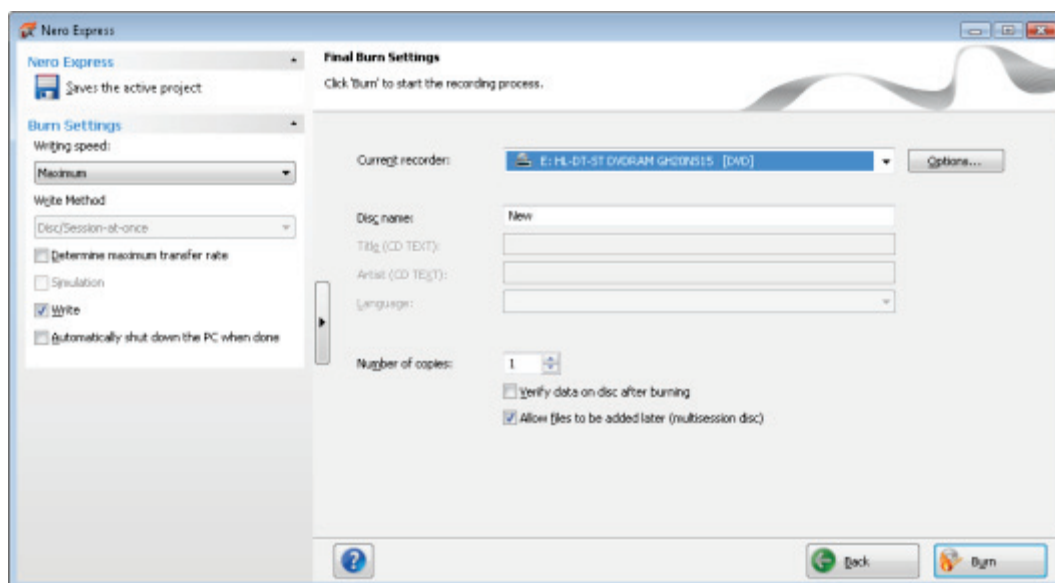 Nero Express
Nero Express
Saves the active project
Burn Settings
Writing speed:
Maximum
Write Method
Disc/Session-at-once
Determine maximum transfer rate
Simulation
Write
Automatically shut down the PC when done
Final Burn Settings
Click 'Burn' to start the recording process.
Current recorder:
E: HL-DT-ST DVDRAM GH20NS15 [DVD]
Options...
Disc name:
New
Title (CD TEXT):
Artist (CD TEXT):
Language:
Number of copies:
1
Verify data on disc after burning
Allow files to be added later (multisession disc)
?
Back
Burn